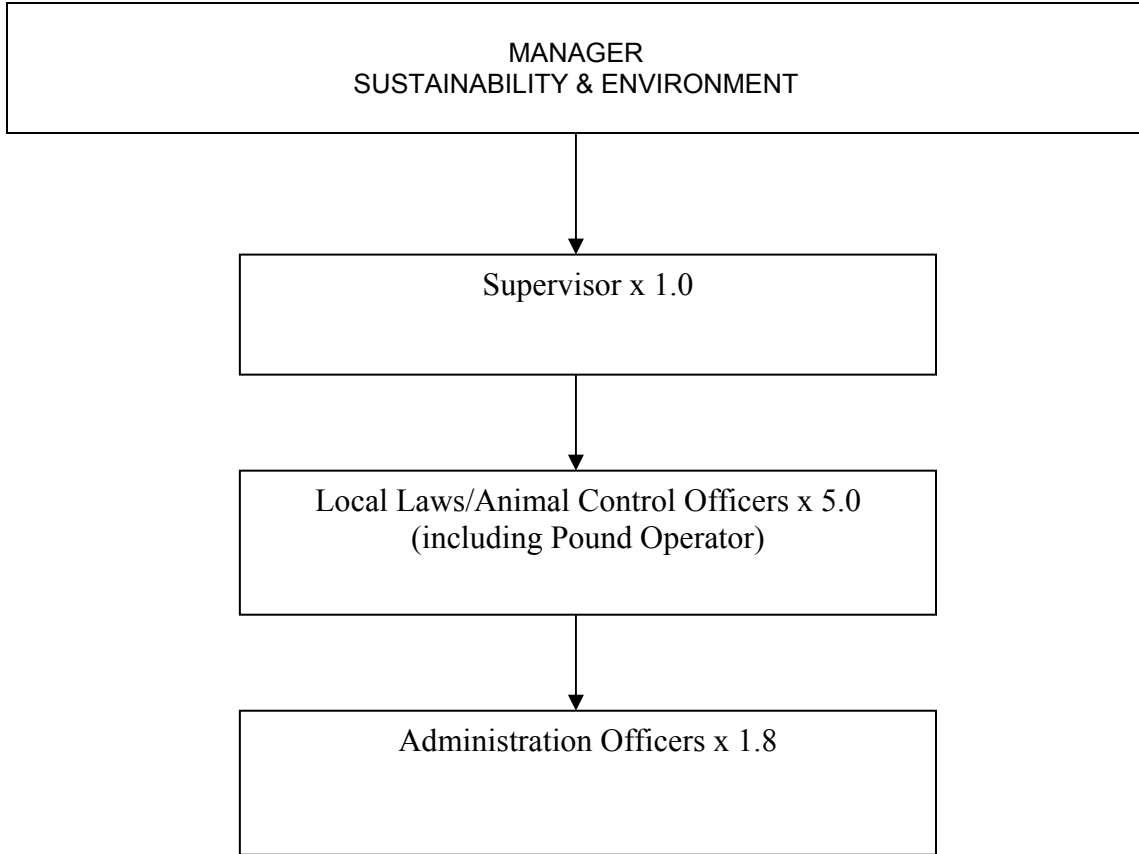 MANAGER
SUSTAINABILITY & ENVIRONMENT
Supervisor x 1.0
Local Laws/Animal Control Officers x 5.0
(including Pound Operator)
Administration Officers x 1.8